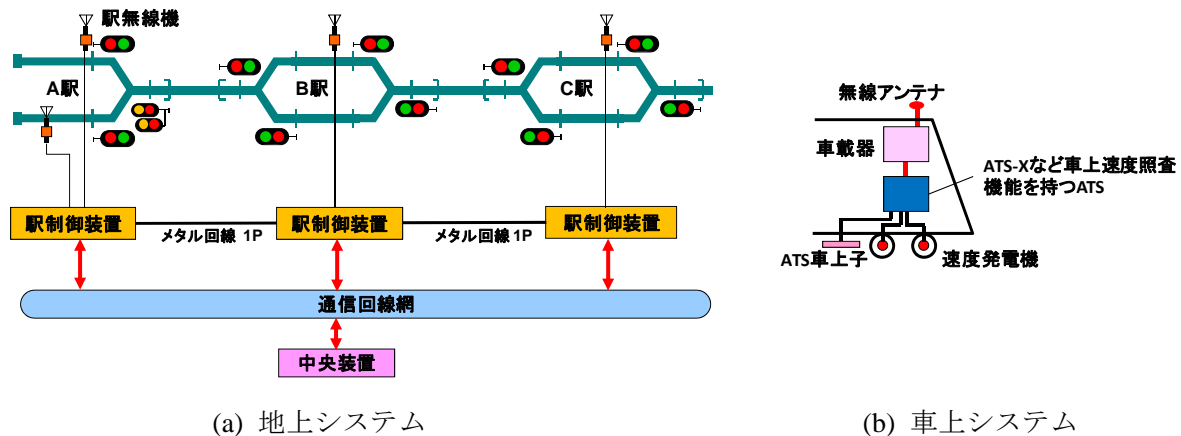 駅無線機
A駅
B駅
C駅
駅制御装置
メタル回線 1P
駅制御装置
メタル回線 1P
駅制御装置
通信回線網
中央装置
(a) 地上システム
無線アンテナ
車載器
ATS-Xなど車上速度照査
機能を持つATS
ATS車上子
速度発電機
(b) 車上システム